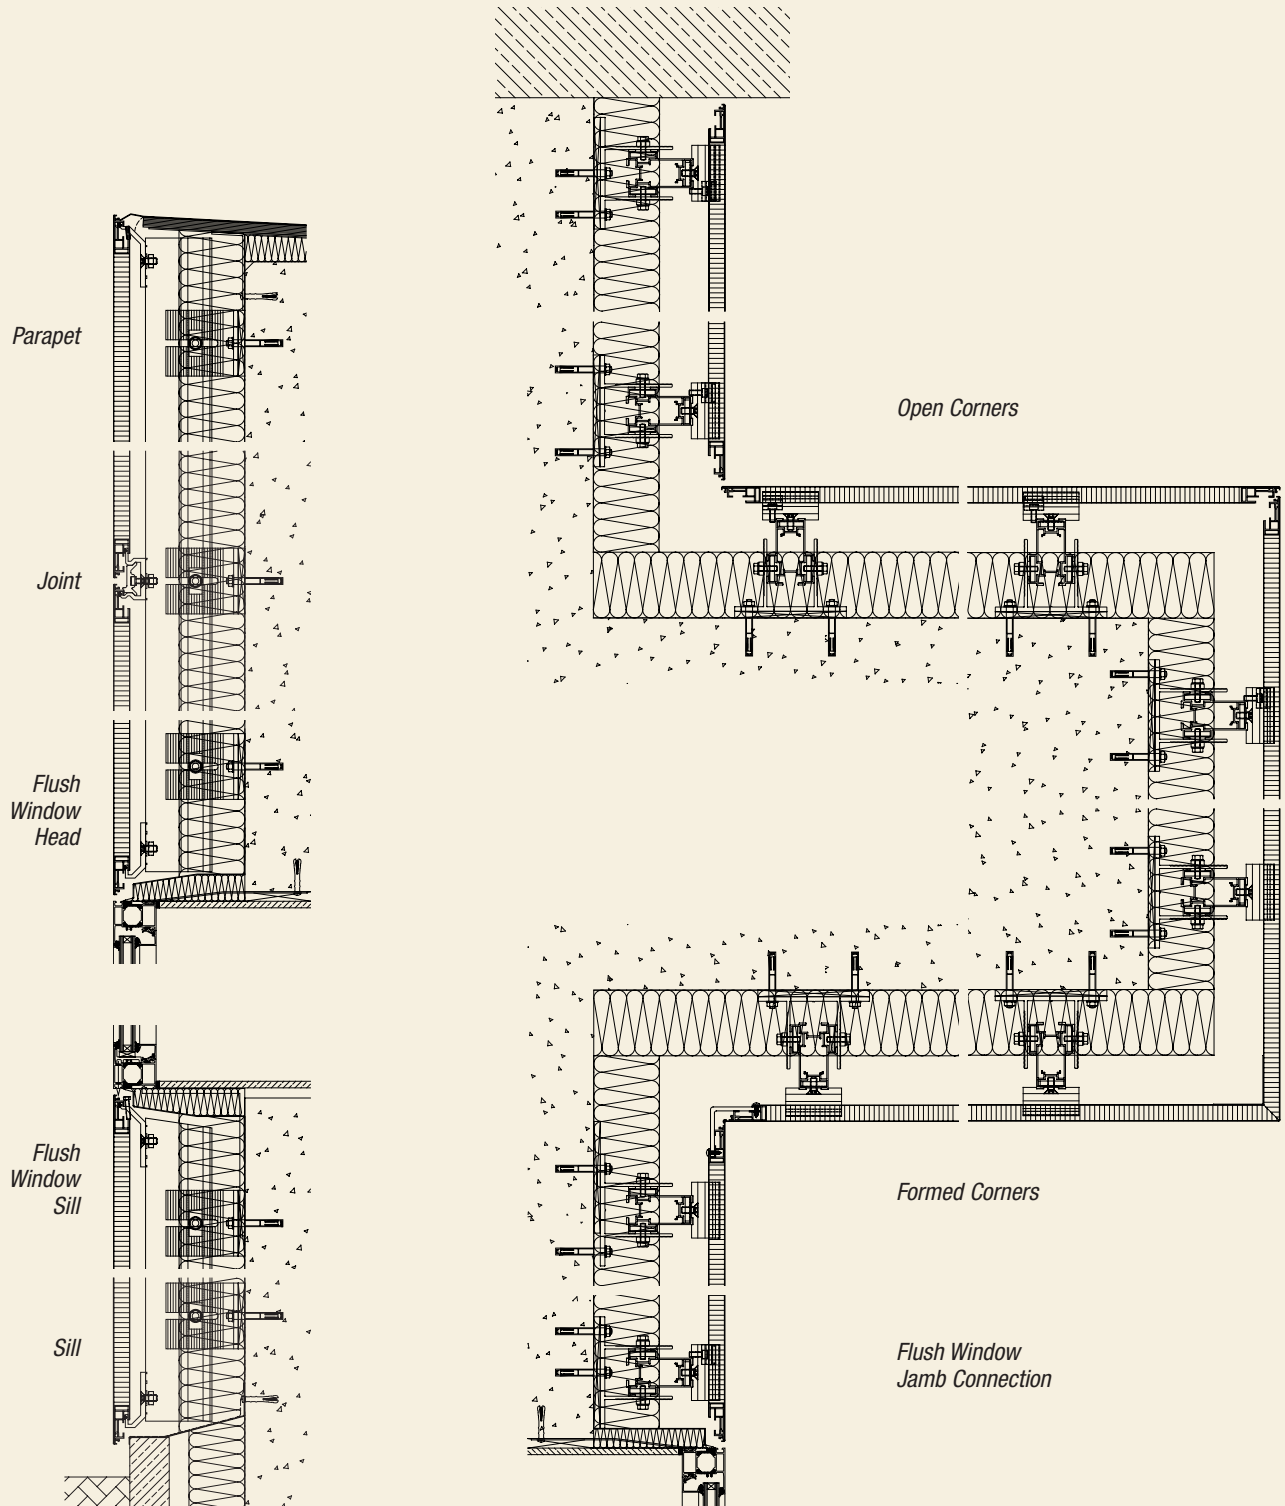 Parapet
Joint
Flush
Window
Head
Flush
Window
Sill
Sill
Open Corners
Formed Corners
Flush Window
Jamb Connection